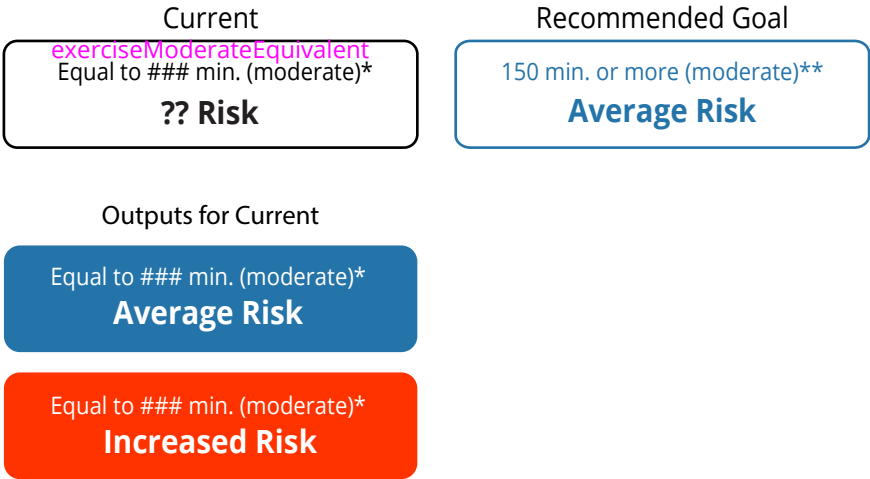 Current
exerciseModerateEquivalent
Equal to ### min. (moderate)*
?? Risk
Recommended Goal
150 min. or more (moderate)**
Average Risk
Outputs for Current
Equal to ### min. (moderate)*
Average Risk
Equal to ### min. (moderate)*
Increased Risk